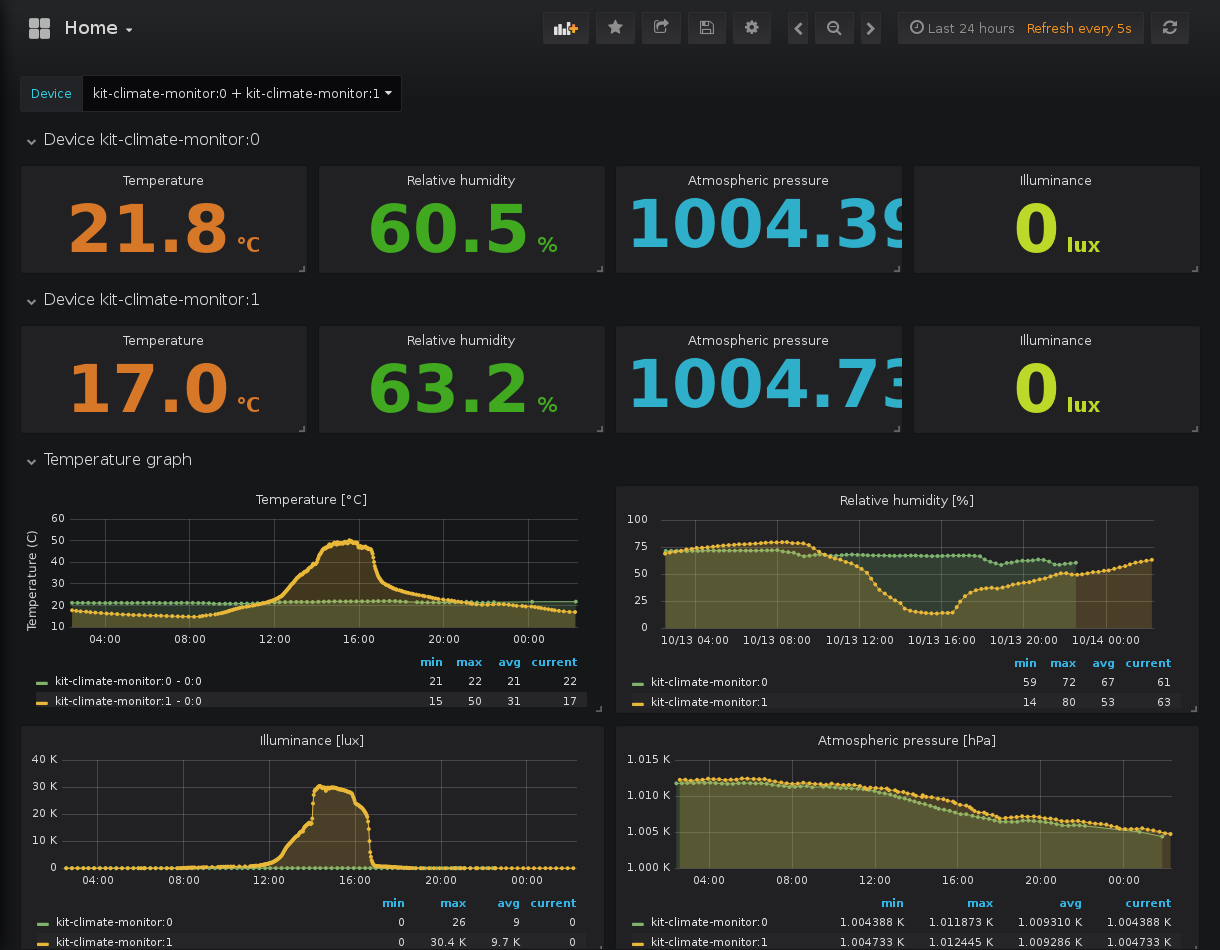 Home
Last 24 hours Refresh every 5s
Device kit-climate-monitor:0 + kit-climate-monitor:1
Device kit-climate-monitor:0
Temperature Relative humidity Atmospheric pressure Illuminance
21.8 °C 60.5 % 1004.39 0 lux
Device kit-climate-monitor:1
Temperature Relative humidity Atmospheric pressure Illuminance
17.0 °C 63.2 % 1004.73 0 lux
Temperature graph
Temperature [°C]
Temperature (C)
60
50
40
30
20
10
04:00 08:00 12:00 16:00 20:00 00:00
min max avg current
kit-climate-monitor:0 - 0:0 21 22 21 22
kit-climate-monitor:1 - 0:0 15 50 31 17
Relative humidity [%]
100
75
50
25
0
10/13 04:00 10/13 08:00 10/13 12:00 10/13 16:00 10/13 20:00 10/14 00:00
min max avg current
kit-climate-monitor:0 59 72 67 61
kit-climate-monitor:1 14 80 53 63
Illuminance [lux]
40 K
30 K
20 K
10 K
0
04:00 08:00 12:00 16:00 20:00 00:00
min max avg current
kit-climate-monitor:0 0 26 9 0
kit-climate-monitor:1 0 30.4 K 9.7 K 0
Atmospheric pressure [hPa]
1.015 K
1.010 K
1.005 K
1.000 K
04:00 08:00 12:00 16:00 20:00 00:00
min max avg current
kit-climate-monitor:0 1.004388 K 1.011873 K 1.009310 K 1.004388 K
kit-climate-monitor:1 1.004733 K 1.012445 K 1.009286 K 1.004733 K